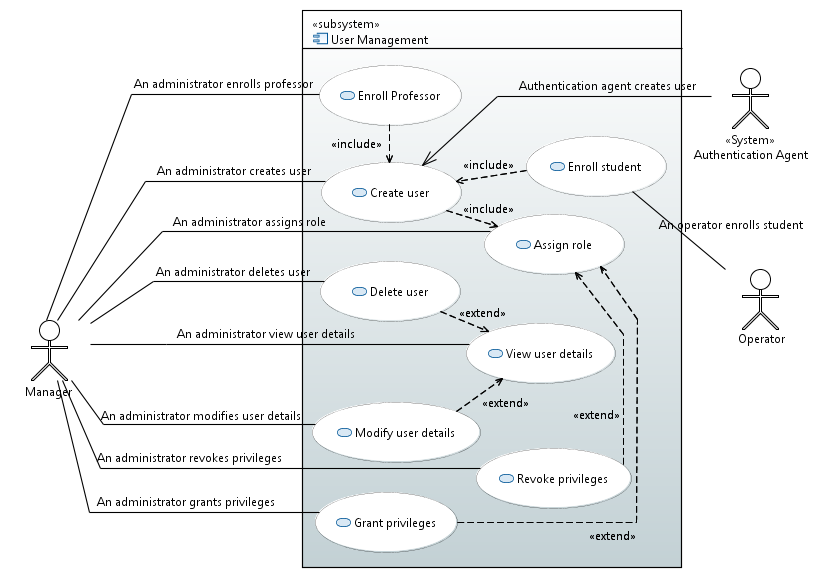 «subsystem»
User Management
An administrator enrolls professor
Enroll Professor
Authentication agent creates user
«System»
Authentication Agent
«include»
«include»
Enroll student
An administrator creates user
Create user
«include»
An administrator assigns role
Assign role
An operator enrolls student
An administrator deletes user
Delete user
«extend»
Operator
An administrator view user details
View user details
Manager
«extend»
An administrator modifies user details
Modify user details
«extend»
An administrator revokes privileges
Revoke privileges
An administrator grants privileges
Grant privileges
«extend»